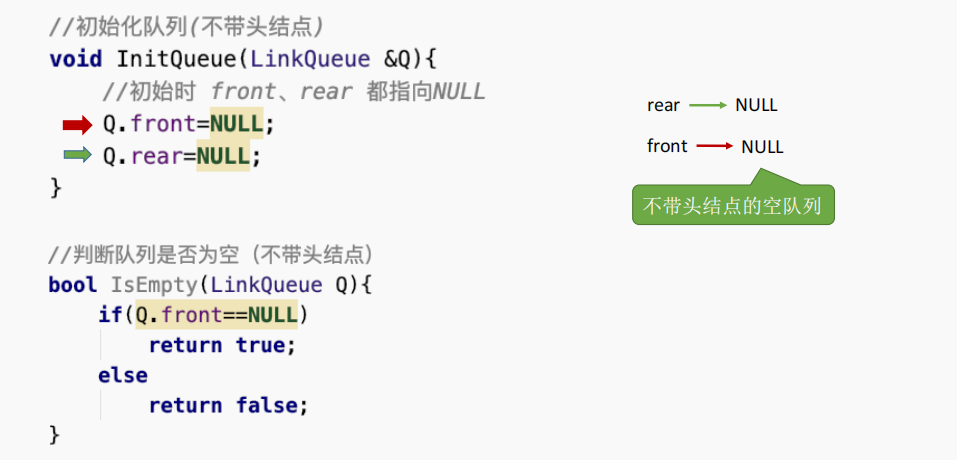 //初始化队列(不带头结点)
void InitQueue(LinkQueue &Q){
//初始时 front、rear 都指向NULL
Q.front=NULL;
Q.rear=NULL;
}
rear NULL
front NULL
不带头结点的空队列
//判断队列是否为空（不带头结点）
bool IsEmpty(LinkQueue Q){
if(Q.front==NULL)
return true;
else
return false;
}